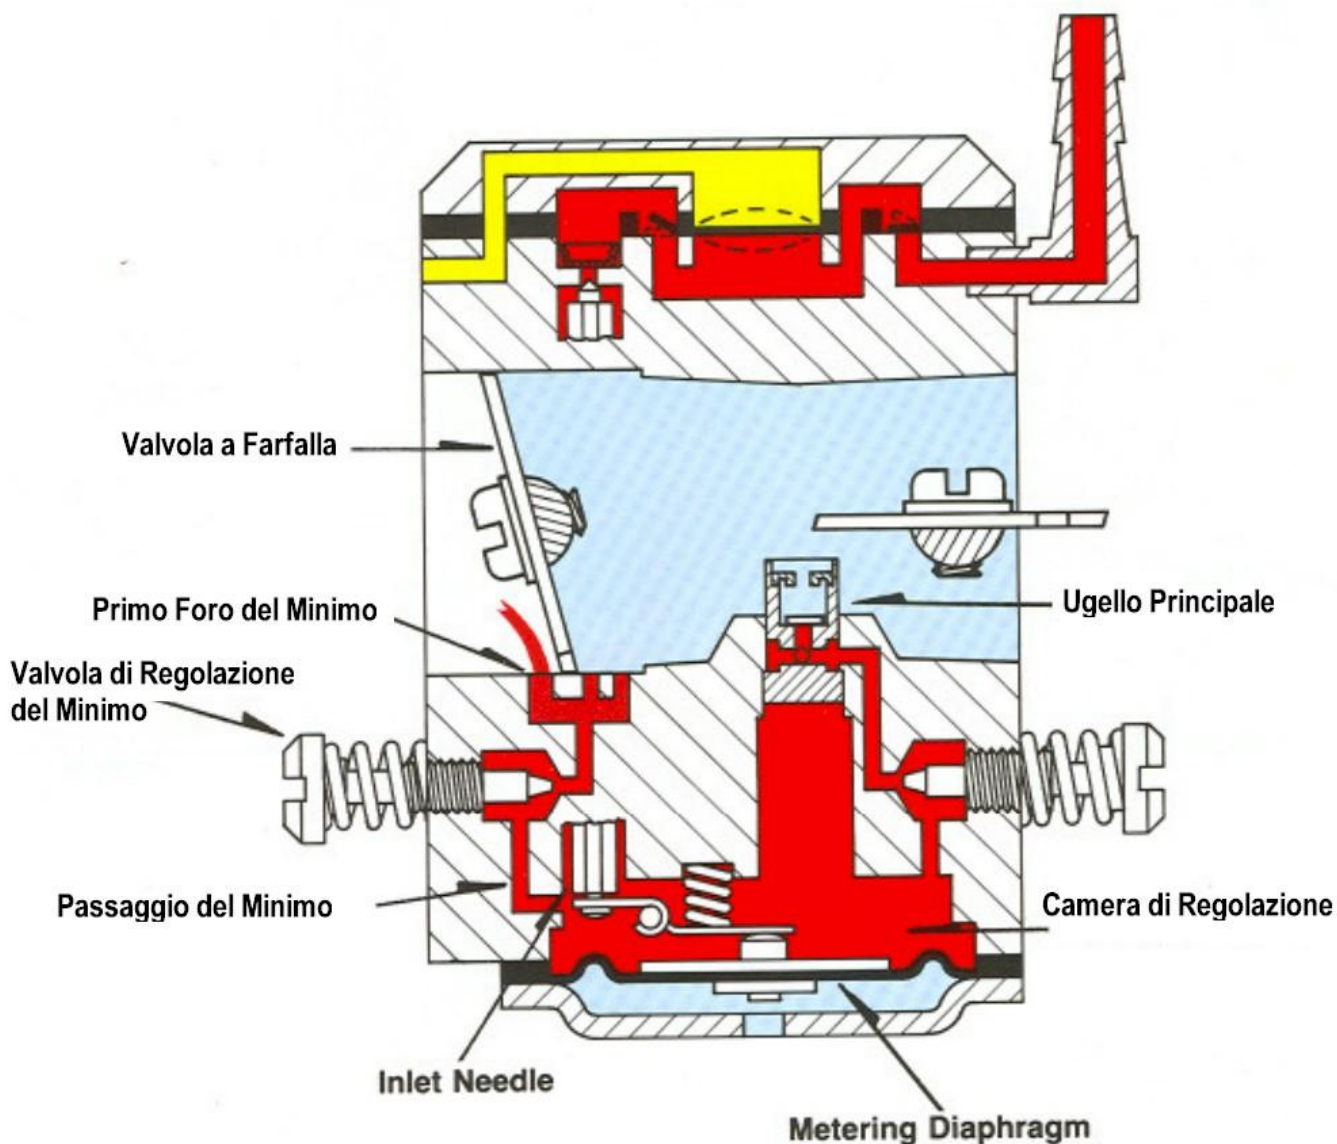 Valvola a Farfalla
Primo Foro del Minimo
Ugello Principale
Valvola di Regolazione
del Minimo
Passaggio del Minimo
Camera di Regolazione
Inlet Needle
Metering Diaphragm